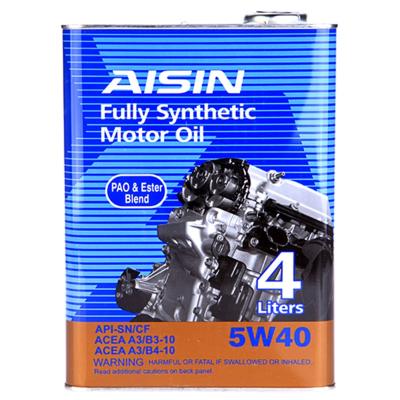 AISIN
Fully Synthetic
Motor Oil
PAO & Ester
Blend
4
Liters
API-SN/CF
ACEA A3/B3-10
ACEA A3/B4-10
5W40
WARNING HARMFUL OR FATAL IF SWALLOWED OR INHALED.
Read additional cautions on back panel.